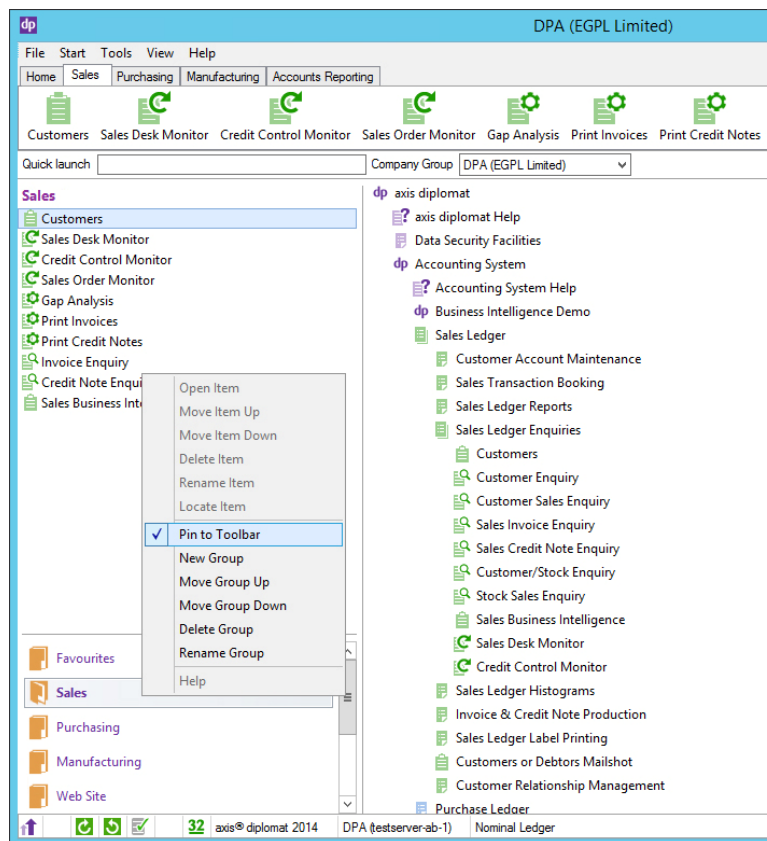 dp DPA (EGPL Limited)
File Start Tools View Help
Home Sales Purchasing Manufacturing Accounts Reporting
Customers Sales Desk Monitor Credit Control Monitor Sales Order Monitor Gap Analysis Print Invoices Print Credit Notes
Quick launch Company Group DPA (EGPL Limited)
Sales
Customers
Sales Desk Monitor
Credit Control Monitor
Sales Order Monitor
Gap Analysis
Print Invoices
Print Credit Notes
Invoice Enquiry
Credit Note Enqui
Sales Business Int
Open Item
Move Item Up
Move Item Down
Delete Item
Rename Item
Locate Item
Pin to Toolbar
New Group
Move Group Up
Move Group Down
Delete Group
Rename Group
Help
Favourites
Sales
Purchasing
Manufacturing
Web Site
dp axis diplomat
? axis diplomat Help
Data Security Facilities
dp Accounting System
? Accounting System Help
dp Business Intelligence Demo
Sales Ledger
Customer Account Maintenance
Sales Transaction Booking
Sales Ledger Reports
Sales Ledger Enquiries
Customers
Customer Enquiry
Customer Sales Enquiry
Sales Invoice Enquiry
Sales Credit Note Enquiry
Customer/Stock Enquiry
Stock Sales Enquiry
Sales Business Intelligence
Sales Desk Monitor
Credit Control Monitor
Sales Ledger Histograms
Invoice & Credit Note Production
Sales Ledger Label Printing
Customers or Debtors Mailshot
Customer Relationship Management
Purchase Ledger
32 axis® diplomat 2014 DPA (testserver-ab-1) Nominal Ledger